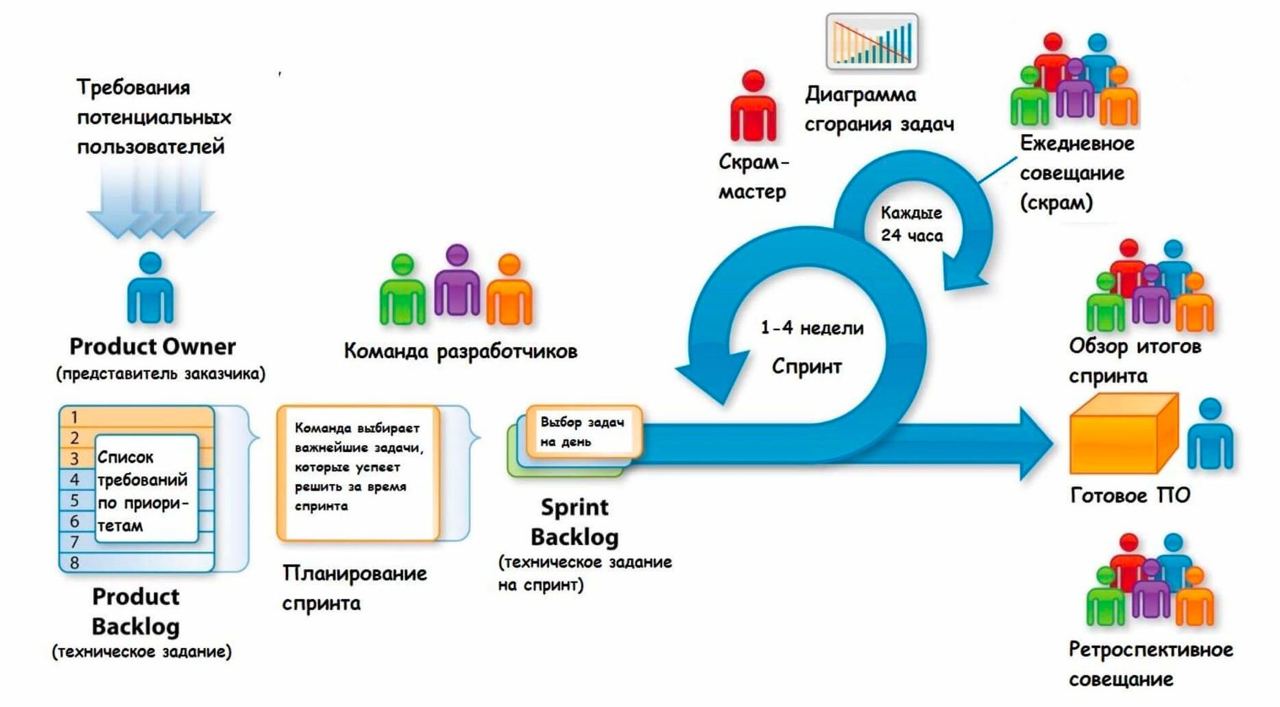 Требования
потенциальных
пользователей
Product Owner
(представитель заказчика)
1
2
3
4
5
6
7
8
Список
требований
по приори-
тетам
Product
Backlog
(техническое задание)
Команда разработчиков
Команда выбирает
важнейшие задачи,
которые успеет
решить за время
спринта
Планирование
спринта
Выбор задач
на день
Sprint
Backlog
(техническое задание
на спринт)
Скрам-
мастер
Диаграмма
сгорания задач
Ежедневное
совещание
(скрам)
Каждые
24 часа
1-4 недели
Спринт
Обзор итогов
спринта
Готовое ПО
Ретроспективное
совещание